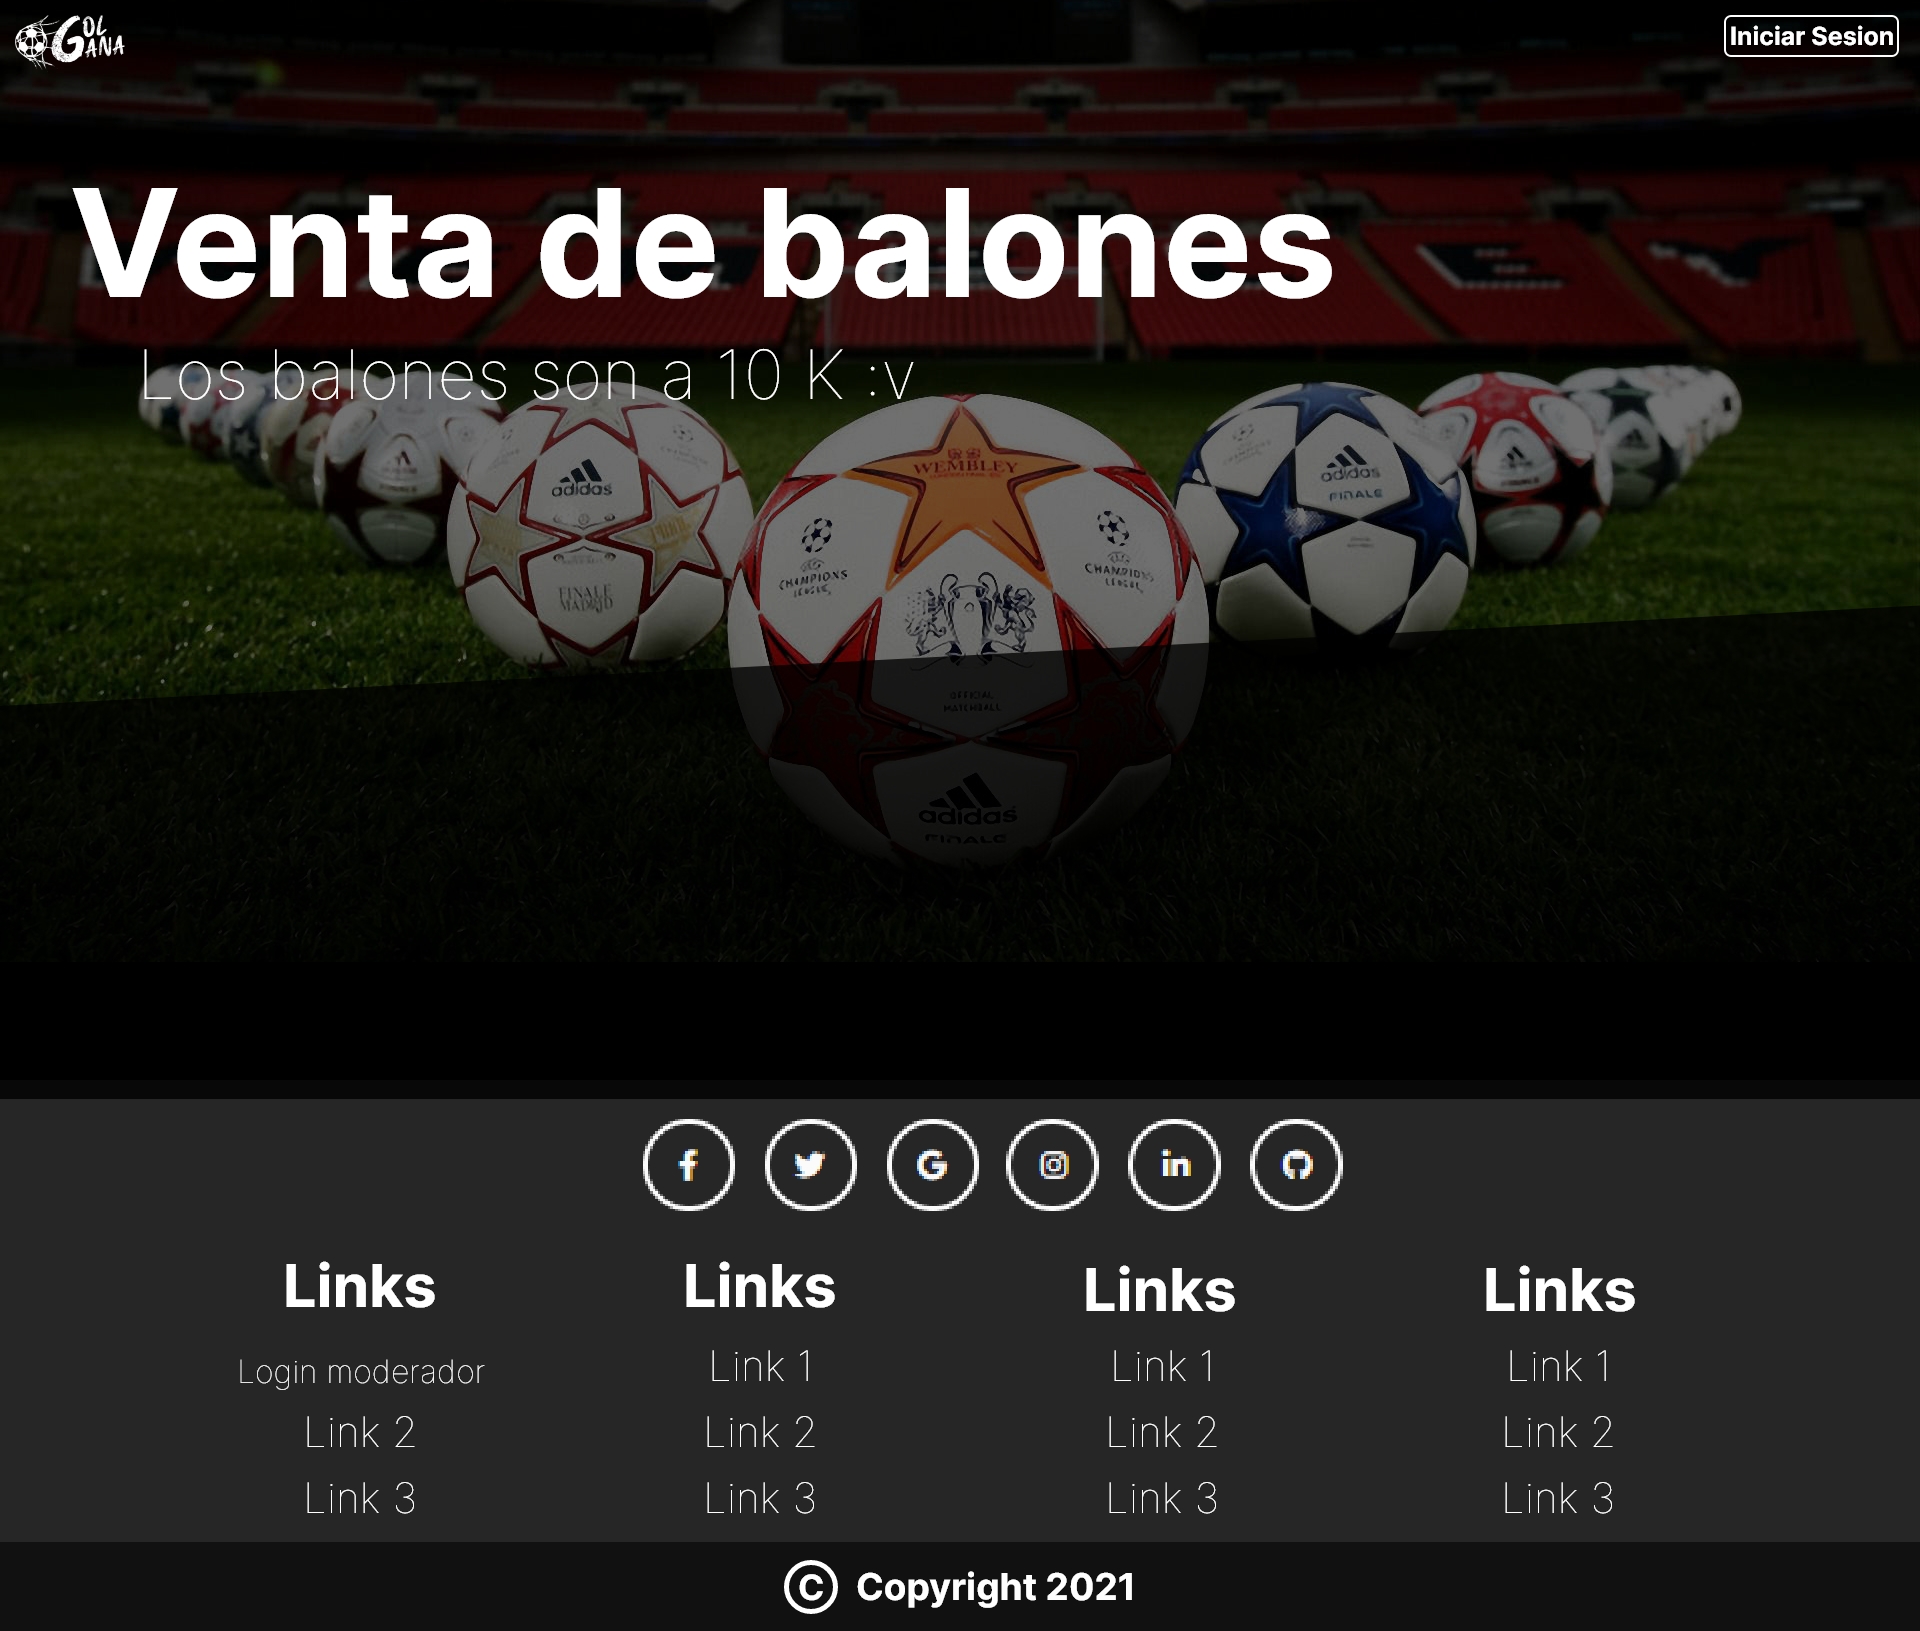 GOL GANA
Iniciar Sesion
Venta de balones
Los balones son a 10 K :v
WEMBLEY
adidas
adidas
FINALE
CHAMPIONS
LEAGUE
CHAMPIONS
LEAGUE
FINALE
MADRID
OFFICIAL
MATCHBALL
adidas
FINALE
Links
Links
Links
Links
Login moderador
Link 1
Link 1
Link 1
Link 2
Link 2
Link 2
Link 2
Link 3
Link 3
Link 3
Link 3
© Copyright 2021